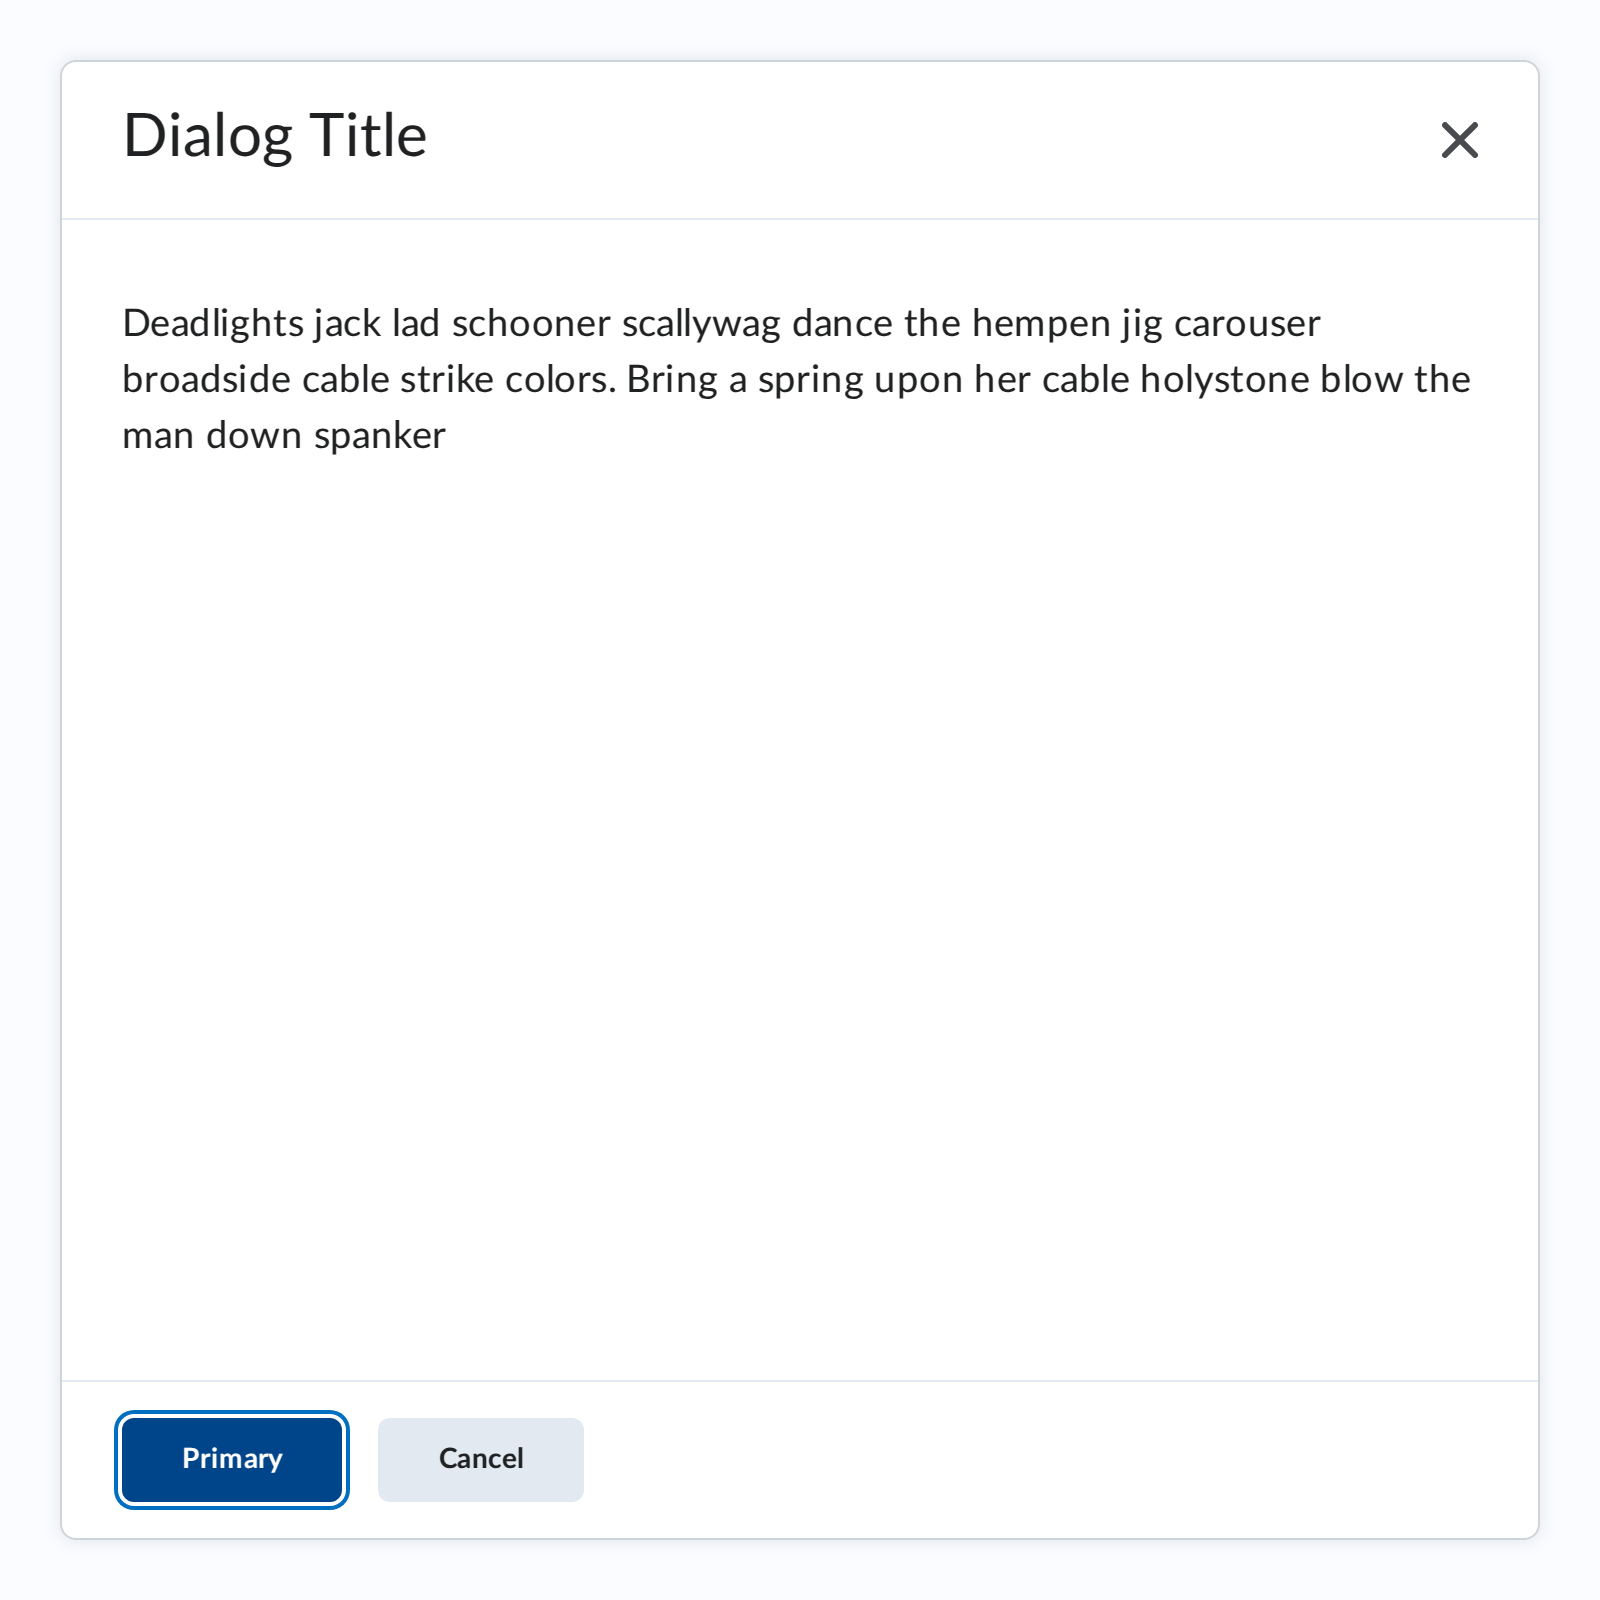 Dialog Title
Deadlights jack lad schooner scallywag dance the hempen jig carouser
broadside cable strike colors. Bring a spring upon her cable holystone blow the
man down spanker
Primary
Cancel